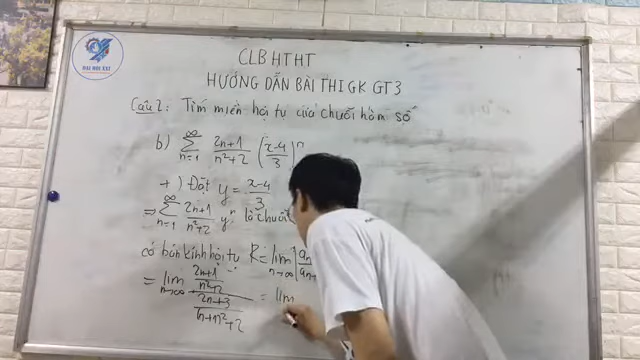 CLB HTHT
HƯỚNG DẪN BÀI THI GK GT3
Câu 2: Tìm miền hội tụ của chuỗi hàm số
b) ∑_{n=1}^{∞} (2n+1)/(n²+2) ((x-4)/3)^n
+) Đặt y = (x-4)/3
⇒ ∑_{n=1}^{∞} (2n+1)/(n²+2) yⁿ là chuỗi
có bán kính hội tụ R = lim_{n→∞} |a_n/a_{n+
= lim_{n→∞} ((2n+1)/(n²+2))/((2n+3)/((n+1)²+2)) = lim